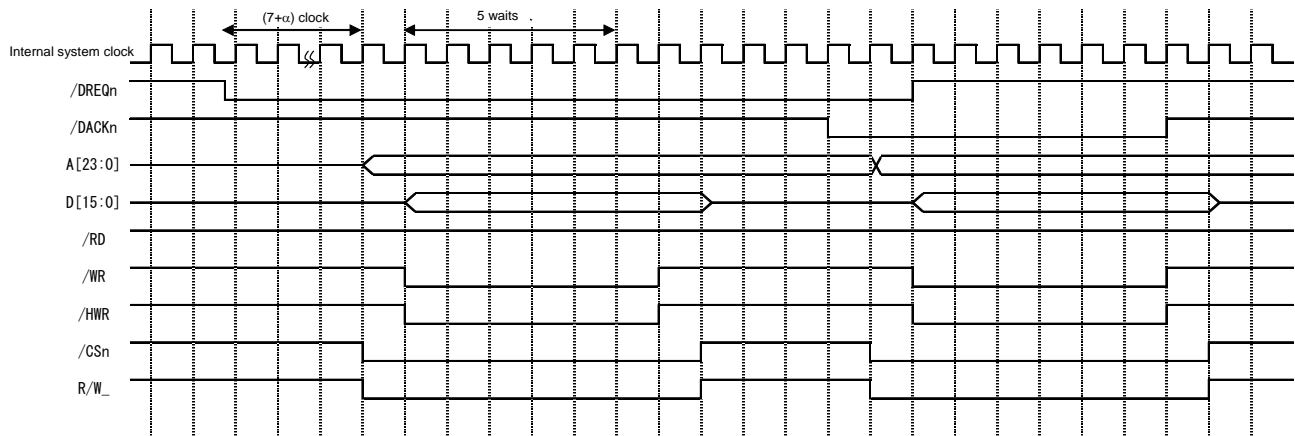 (7+α) clock
5 waits .
Internal system clock
/DREQn
/DACKn
A[23:0]
D[15:0]
/RD
/WR
/HWR
/CSn
R/W_